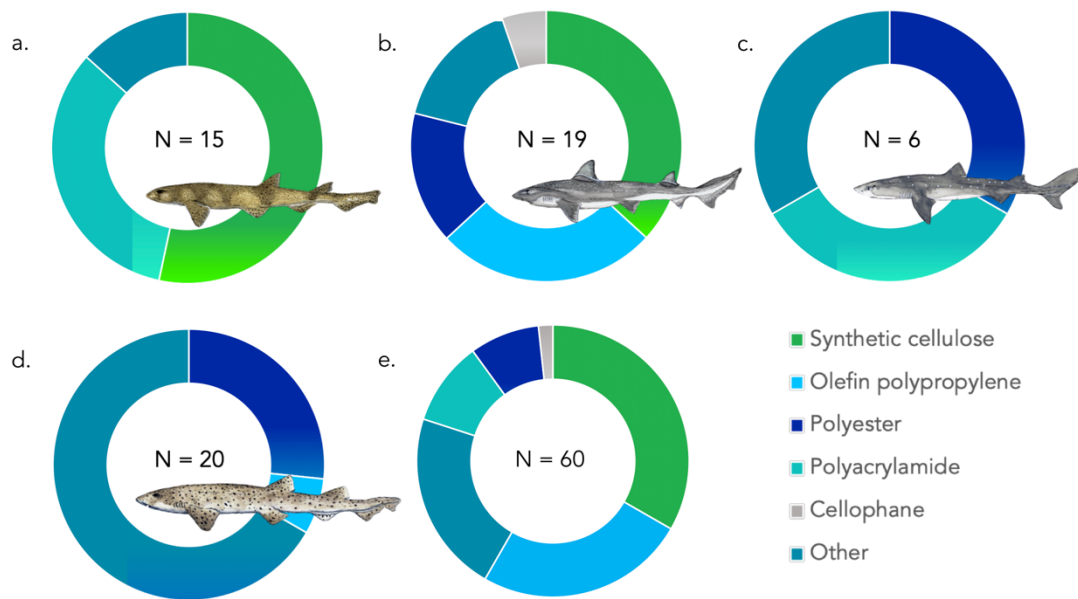 a.
b.
c.
N = 15
N = 19
N = 6
d.
e.
N = 20
N = 60
Synthetic cellulose
Olefin polypropylene
Polyester
Polyacrylamide
Cellophane
Other